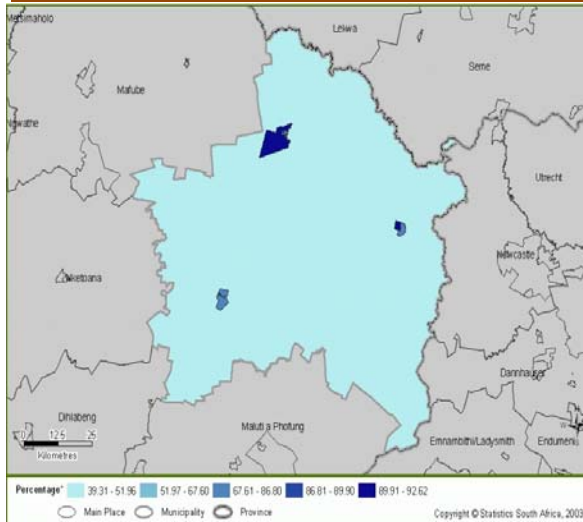 Metsimaholo
Leiwa
Seme
Mafube
Ngwathe
Utrecht
Newcastle
Nketoana
Dannhauser
Dihlabeng
Maluti a Phofung
Emnambithi/Ladysmith
Endumeni
0 12.5 25
Kilometres
Percentage* 39.31 - 51.96 51.97 - 67.60 67.61 - 86.80 86.81 - 89.90 89.91 - 92.62
Main Place Municipality Province
Copyright © Statistics South Africa, 2003